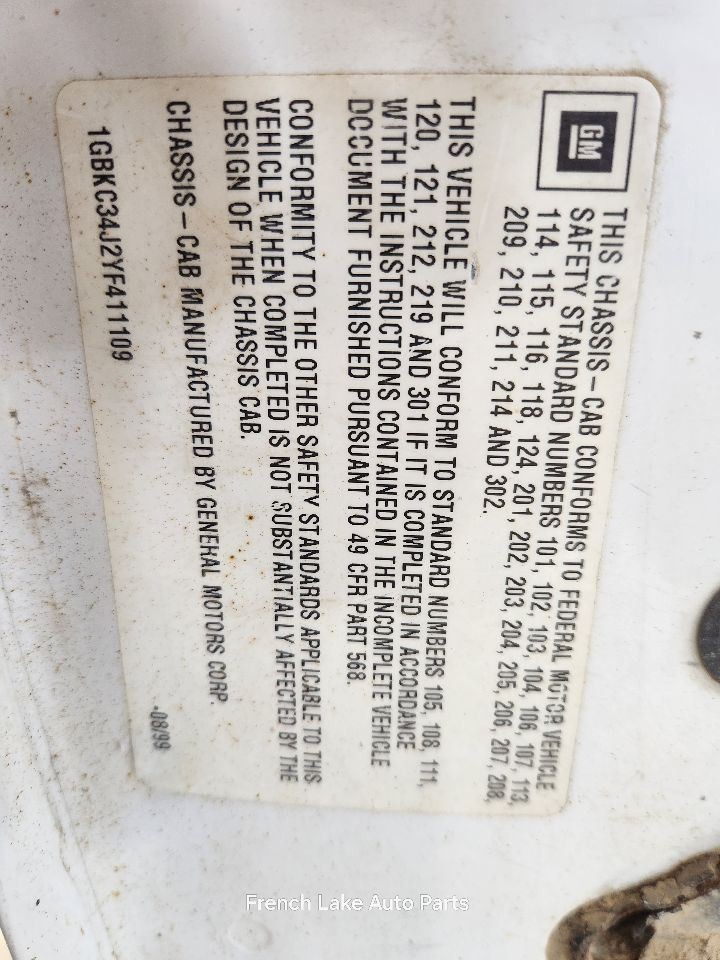 GM
THIS CHASSIS-CAB CONFORMS TO FEDERAL MOTOR VEHICLE
SAFETY STANDARD NUMBERS 101, 102, 103, 104, 106, 107, 113,
114, 115, 116, 118, 124, 201, 202, 203, 204, 205, 206, 207, 208,
209, 210, 211, 214 AND 302.
THIS VEHICLE WILL CONFORM TO STANDARD NUMBERS 105, 108, 111,
120, 121, 212, 219 AND 301 IF IT IS COMPLETED IN ACCORDANCE
WITH THE INSTRUCTIONS CONTAINED IN THE INCOMPLETE VEHICLE
DOCUMENT FURNISHED PURSUANT TO 49 CFR PART 568.
CONFORMITY TO THE OTHER SAFETY STANDARDS APPLICABLE TO THIS
VEHICLE WHEN COMPLETED IS NOT SUBSTANTIALLY AFFECTED BY THE
DESIGN OF THE CHASSIS CAB.
CHASSIS-CAB MANUFACTURED BY GENERAL MOTORS CORP.
-08/99
1GBKC34J2YF411109
French Lake Auto Parts